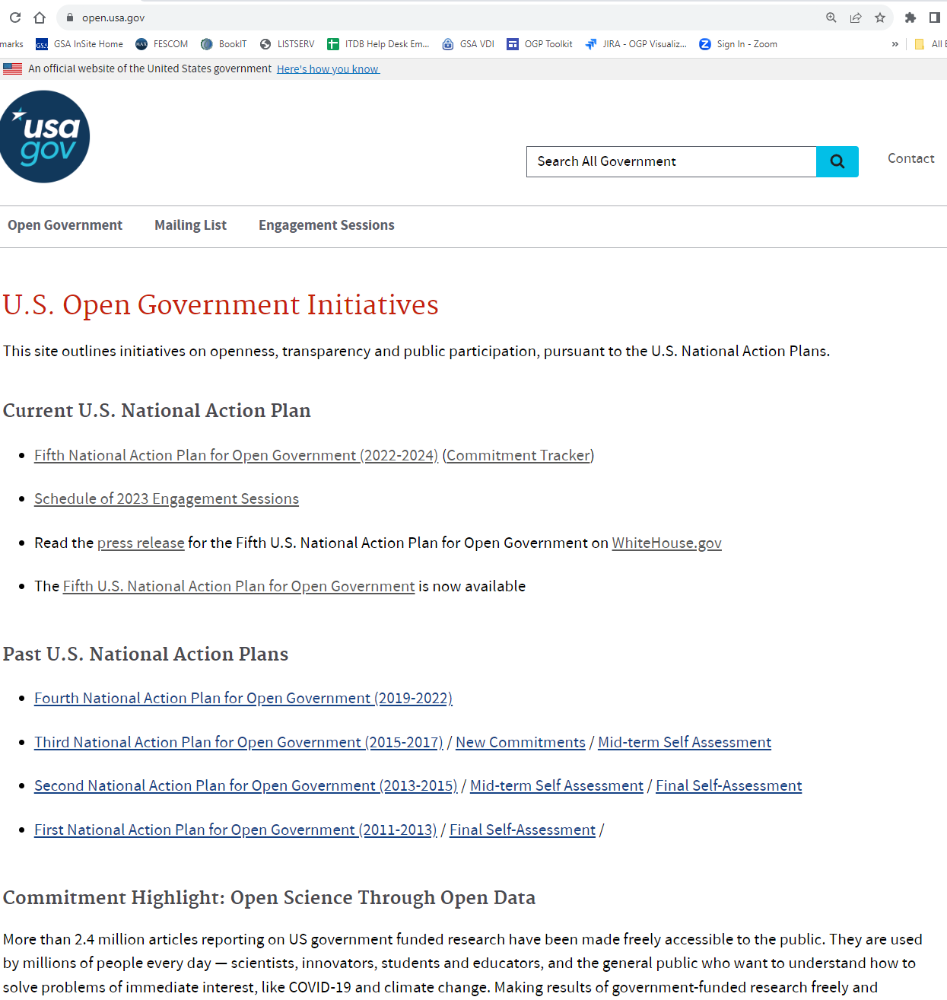 open.usa.gov
marks GSA InSite Home FESCOM BookIT LISTSERV ITDB Help Desk Em... GSA VDI OGP Toolkit JIRA - OGP Visualiz... Sign In - Zoom » All
An official website of the United States government Here's how you know
usa
gov
Search All Government
Contact
Open Government Mailing List Engagement Sessions
U.S. Open Government Initiatives
This site outlines initiatives on openness, transparency and public participation, pursuant to the U.S. National Action Plans.
Current U.S. National Action Plan
• Fifth National Action Plan for Open Government (2022-2024) (Commitment Tracker)
• Schedule of 2023 Engagement Sessions
• Read the press release for the Fifth U.S. National Action Plan for Open Government on WhiteHouse.gov
• The Fifth U.S. National Action Plan for Open Government is now available
Past U.S. National Action Plans
• Fourth National Action Plan for Open Government (2019-2022)
• Third National Action Plan for Open Government (2015-2017) / New Commitments / Mid-term Self Assessment
• Second National Action Plan for Open Government (2013-2015) / Mid-term Self Assessment / Final Self-Assessment
• First National Action Plan for Open Government (2011-2013) / Final Self-Assessment /
Commitment Highlight: Open Science Through Open Data
More than 2.4 million articles reporting on US government funded research have been made freely accessible to the public. They are used
by millions of people every day — scientists, innovators, students and educators, and the general public who want to understand how to
solve problems of immediate interest, like COVID-19 and climate change. Making results of government-funded research freely and